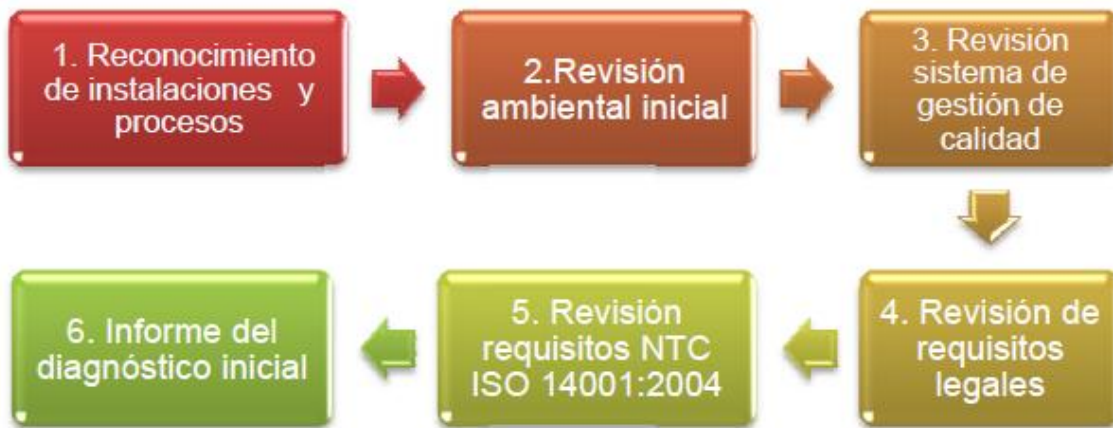 1. Reconocimiento
de instalaciones y
procesos
2.Revisión
ambiental inicial
3. Revisión
sistema de
gestión de
calidad
4. Revisión de
requisitos
legales
5. Revisión
requisitos NTC
ISO 14001:2004
6. Informe del
diagnóstico inicial